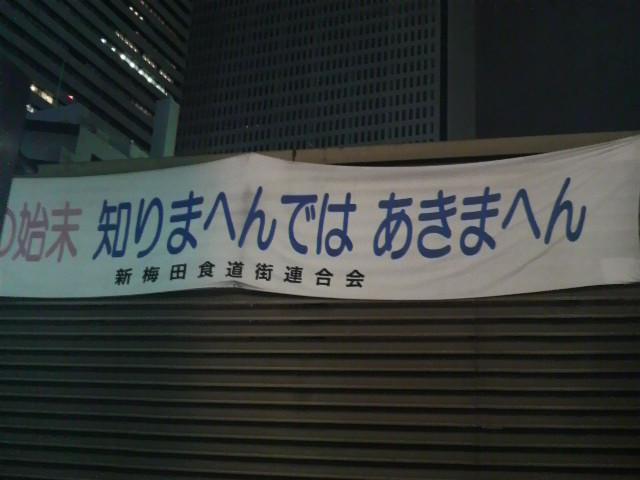 の始末 知りまへんでは あきまへん
新梅田食道街連合会